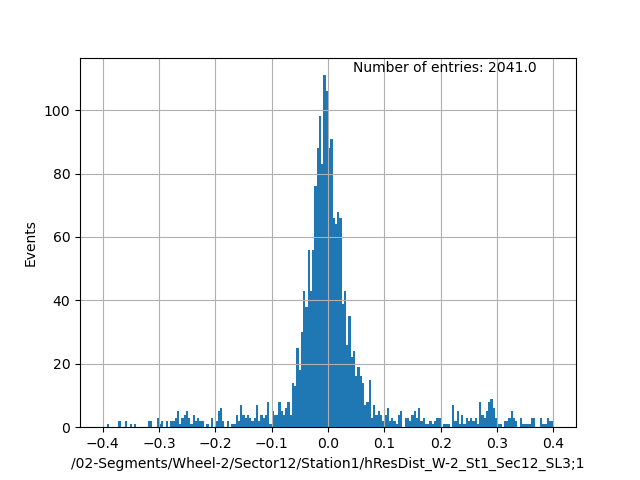 Number of entries: 2041.0
100
80
60
40
20
0
Events
−0.4 −0.3 −0.2 −0.1 0.0 0.1 0.2 0.3 0.4
/02-Segments/Wheel-2/Sector12/Station1/hResDist_W-2_St1_Sec12_SL3;1